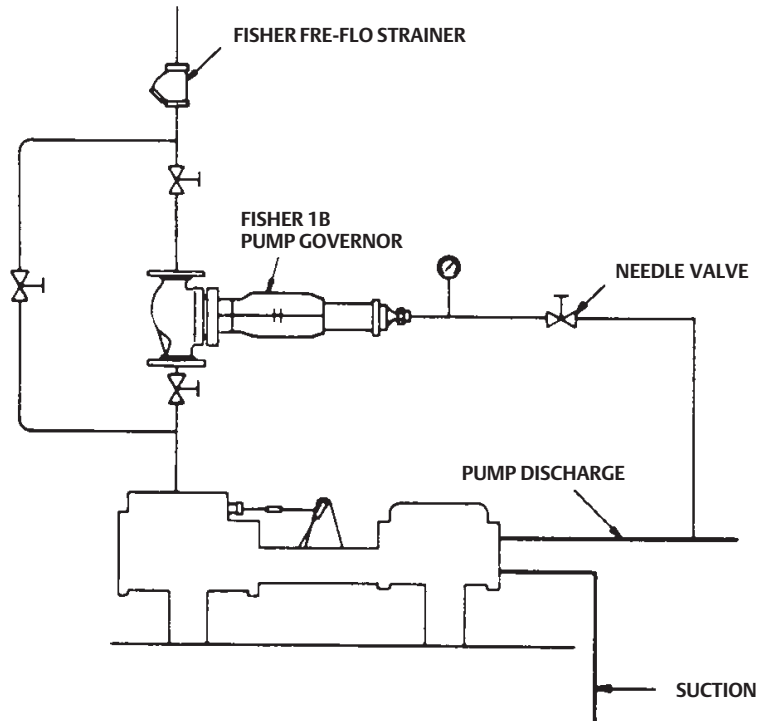 FISHER FRE-FLO STRAINER
FISHER 1B
PUMP GOVERNOR
NEEDLE VALVE
PUMP DISCHARGE
SUCTION